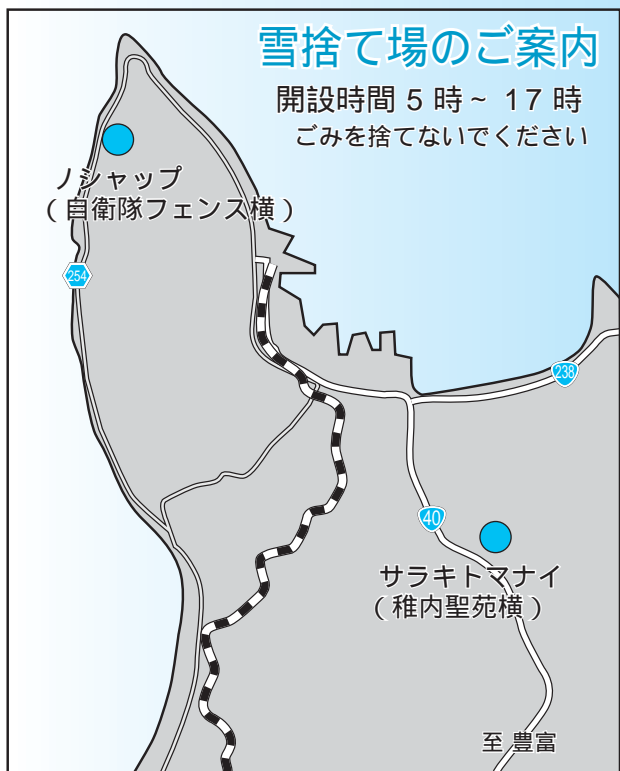 雪捨て場のご案内
開設時間 5 時~ 17 時
ごみを捨てないでください
ノシャップ
(自衛隊フェンス横)
254
238
40
サラキトマナイ
(稚内聖苑横)
至 豊富